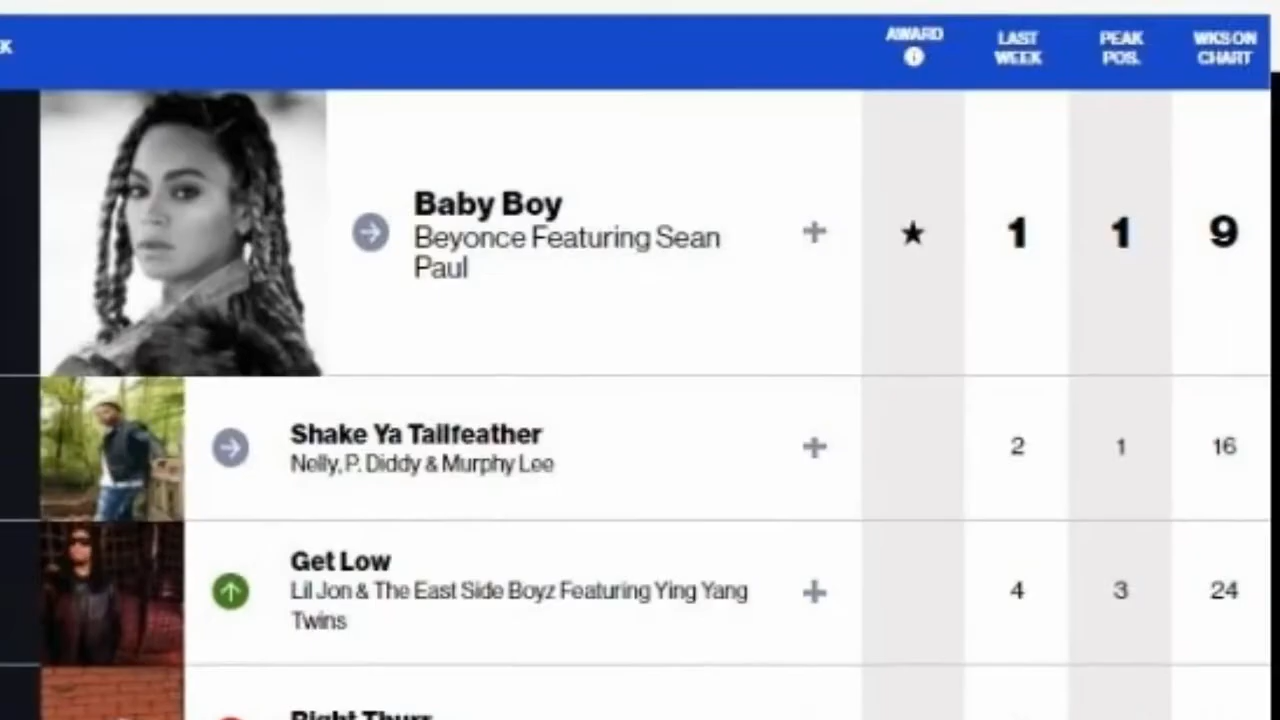 K
AWARD
LAST WEEK
PEAK POS.
WKS ON CHART
Baby Boy
Beyonce Featuring Sean
Paul
1 1 9
Shake Ya Tailfeather
Nelly, P. Diddy & Murphy Lee
2 1 16
Get Low
Lil Jon & The East Side Boyz Featuring Ying Yang
Twins
4 3 24
Right Thurr